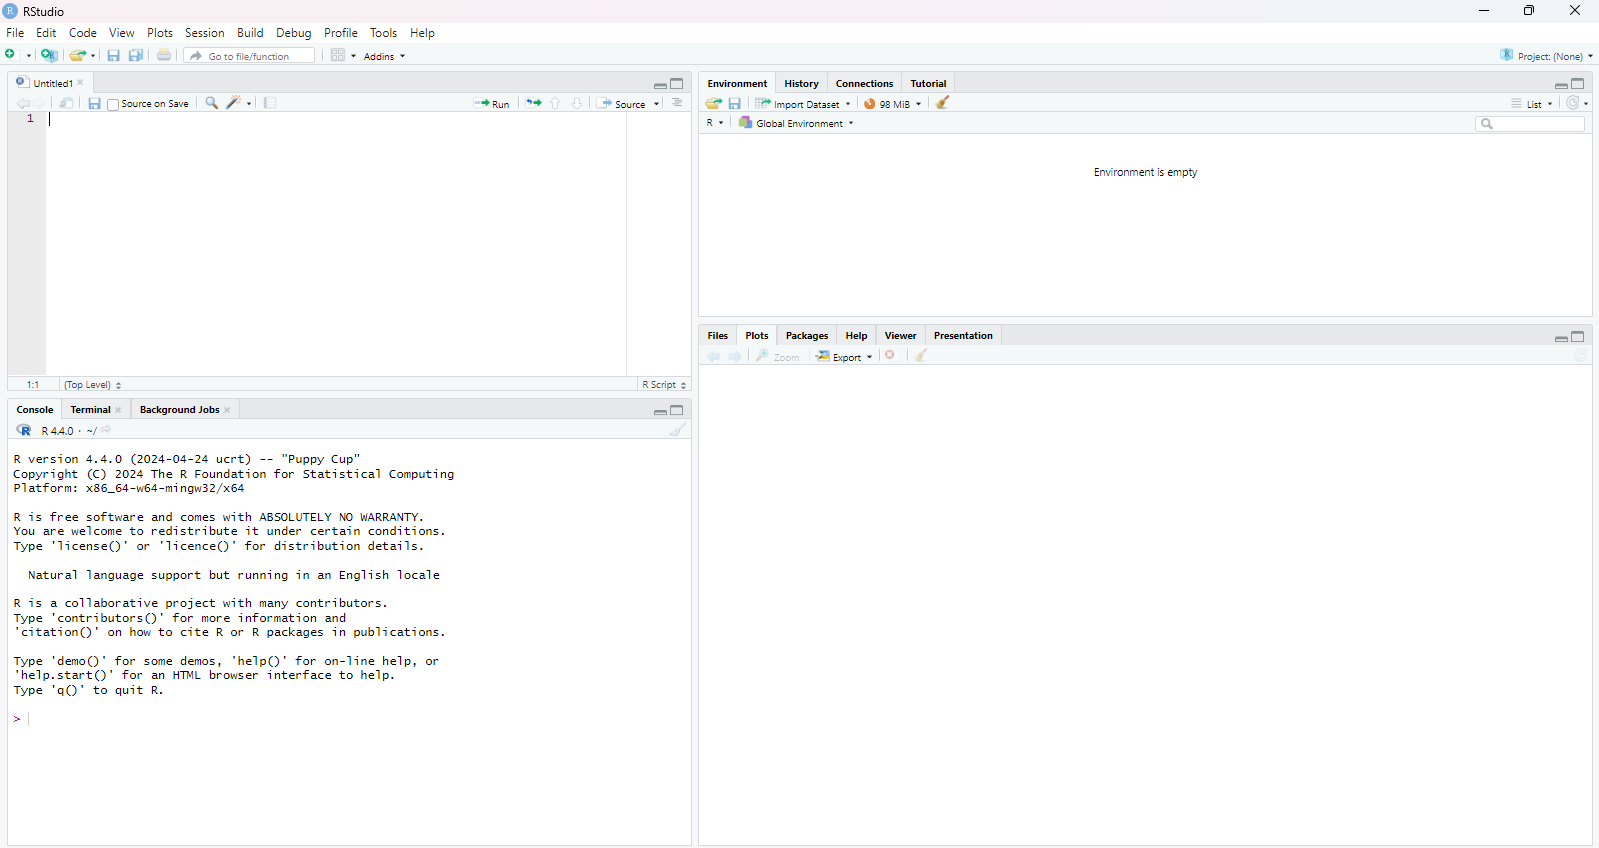 RStudio
File Edit Code View Plots Session Build Debug Profile Tools Help
Go to file/function Addins Project: (None)
Untitled1
Source on Save Run Source
1
1:1 (Top Level) R Script
Console Terminal Background Jobs
R 4.4.0 · ~/
R version 4.4.0 (2024-04-24 ucrt) -- "Puppy Cup"
Copyright (C) 2024 The R Foundation for Statistical Computing
Platform: x86_64-w64-mingw32/x64
R is free software and comes with ABSOLUTELY NO WARRANTY.
You are welcome to redistribute it under certain conditions.
Type 'license()' or 'licence()' for distribution details.
Natural language support but running in an English locale
R is a collaborative project with many contributors.
Type 'contributors()' for more information and
'citation()' on how to cite R or R packages in publications.
Type 'demo()' for some demos, 'help()' for on-line help, or
'help.start()' for an HTML browser interface to help.
Type 'q()' to quit R.
>
Environment History Connections Tutorial
Import Dataset 98 MiB List
R Global Environment
Environment is empty
Files Plots Packages Help Viewer Presentation
Zoom Export